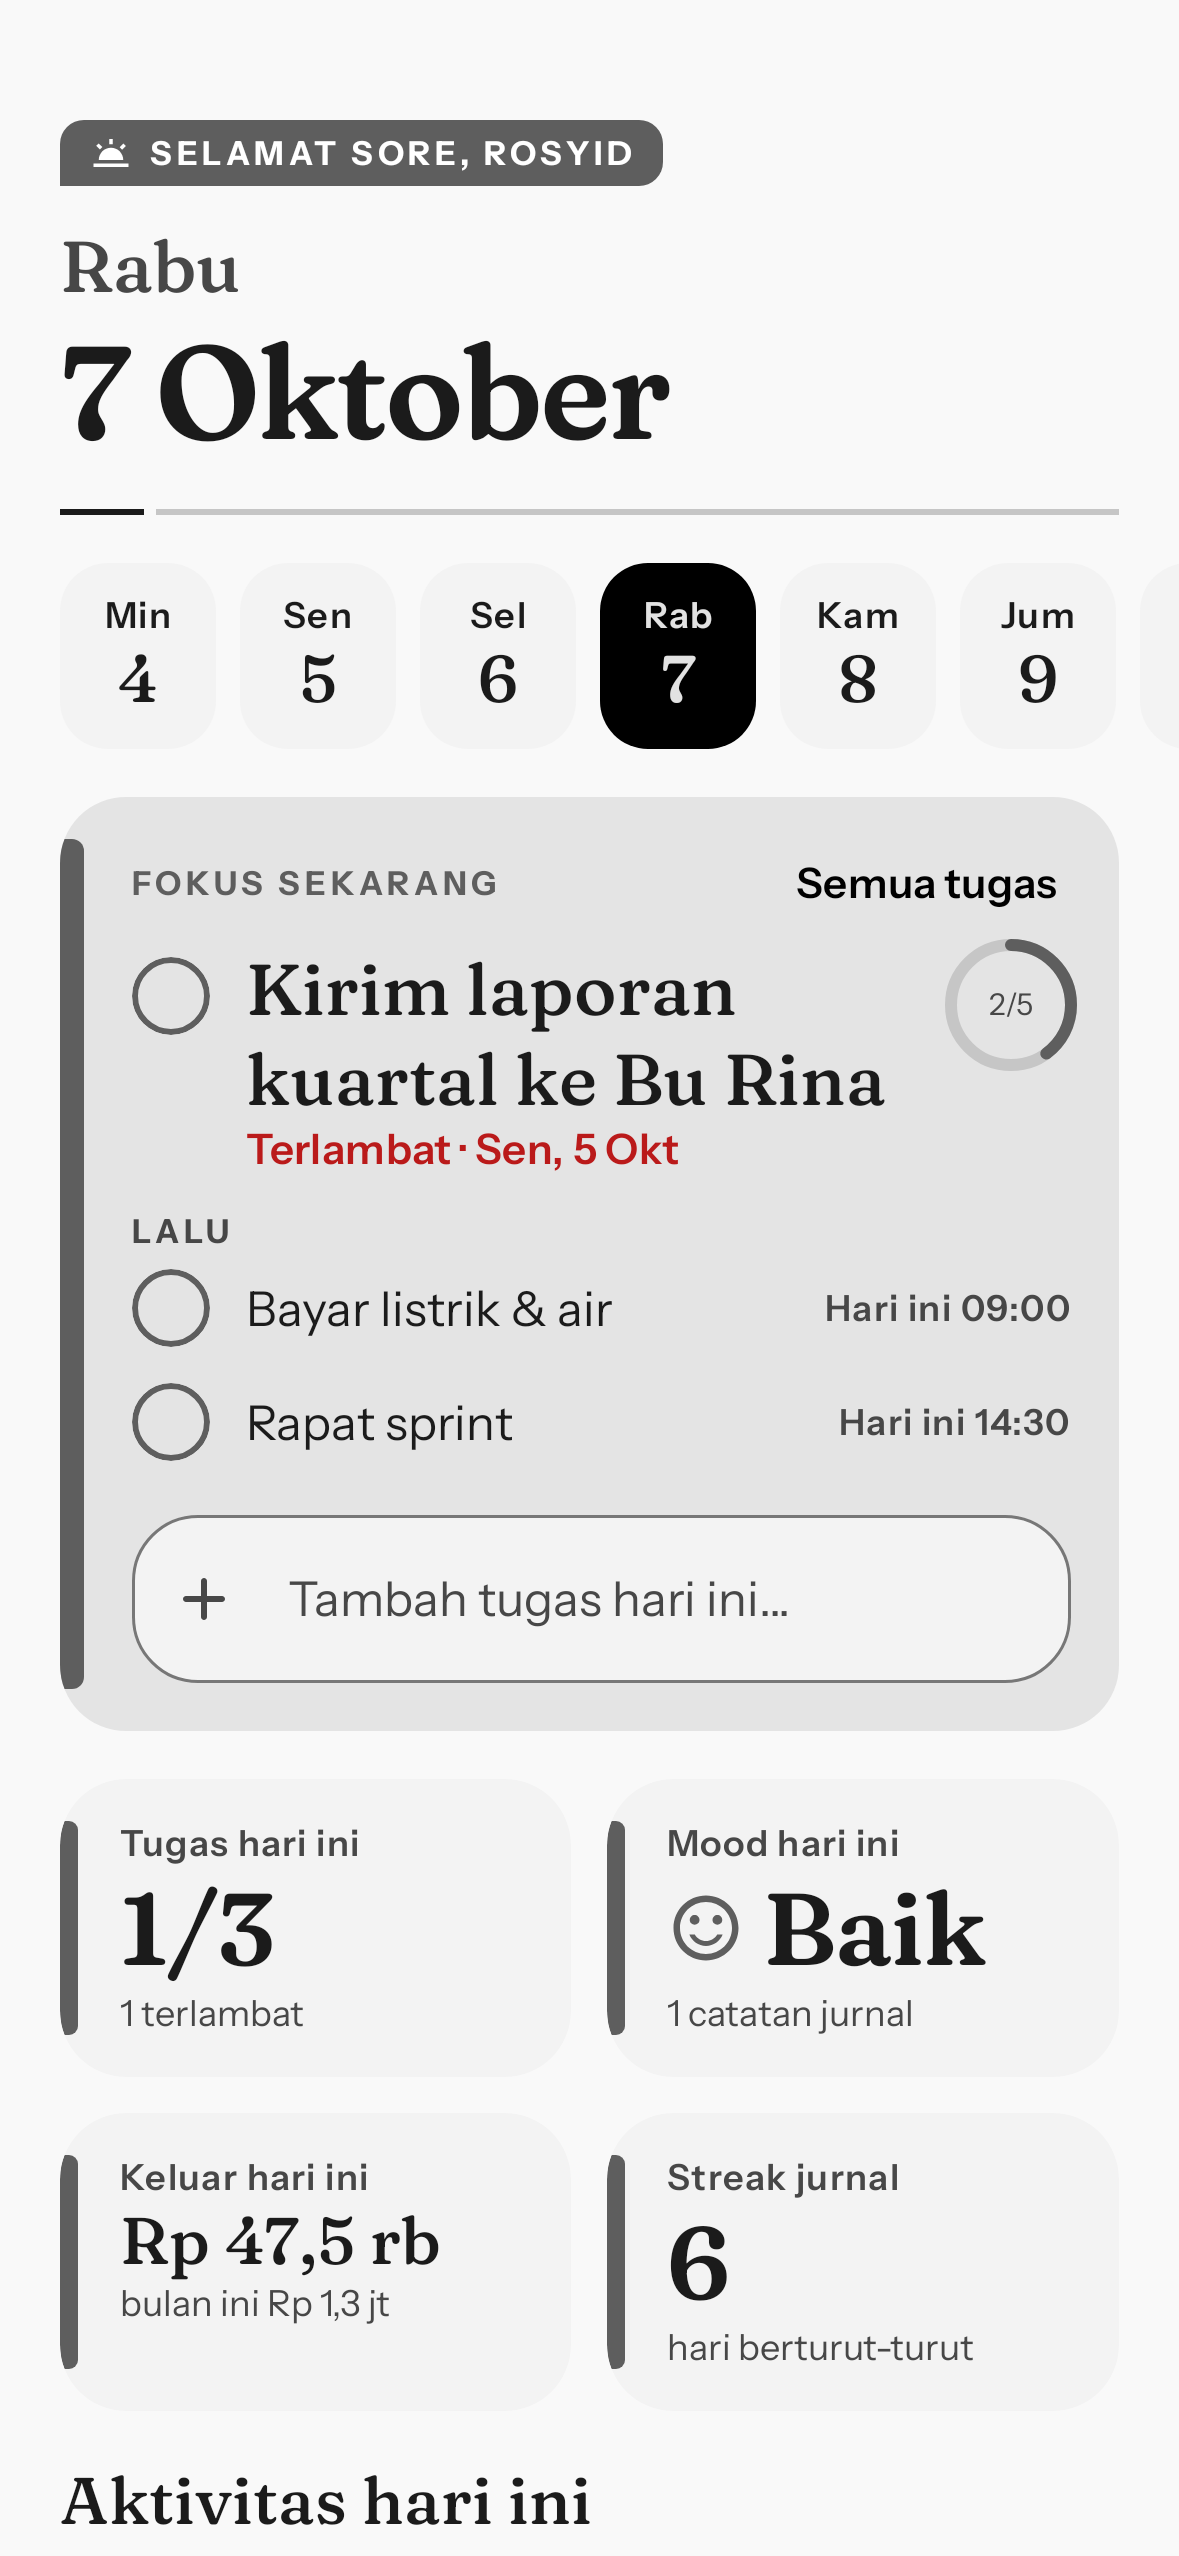 SELAMAT SORE, ROSYID
Rabu
7 Oktober
Min
4
Sen
5
Sel
6
Rab
7
Kam
8
Jum
9
FOKUS SEKARANG
Semua tugas
Kirim laporan
kuartal ke Bu Rina
2/5
Terlambat · Sen, 5 Okt
LALU
Bayar listrik & air
Hari ini 09:00
Rapat sprint
Hari ini 14:30
Tambah tugas hari ini...
Tugas hari ini
1/3
1 terlambat
Mood hari ini
Baik
1 catatan jurnal
Keluar hari ini
Rp 47,5 rb
bulan ini Rp 1,3 jt
Streak jurnal
6
hari berturut-turut
Aktivitas hari ini